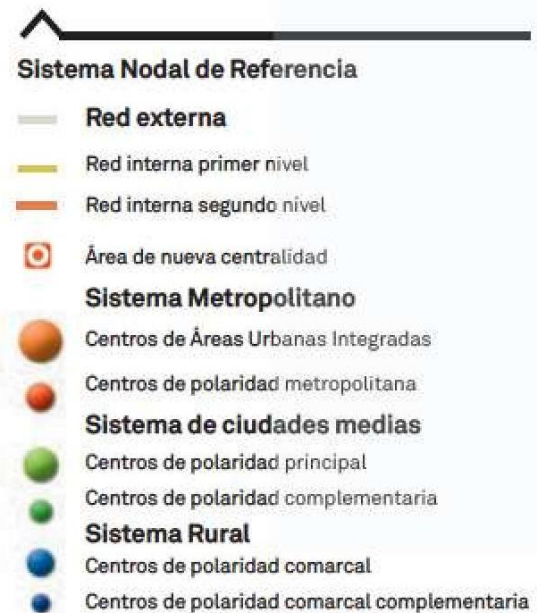 Sistema Nodal de Referencia
Red externa
Red interna primer nivel
Red interna segundo nivel
Área de nueva centralidad
Sistema Metropolitano
Centros de Áreas Urbanas Integradas
Centros de polaridad metropolitana
Sistema de ciudades medias
Centros de polaridad principal
Centros de polaridad complementaria
Sistema Rural
Centros de polaridad comarcal
Centros de polaridad comarcal complementaria